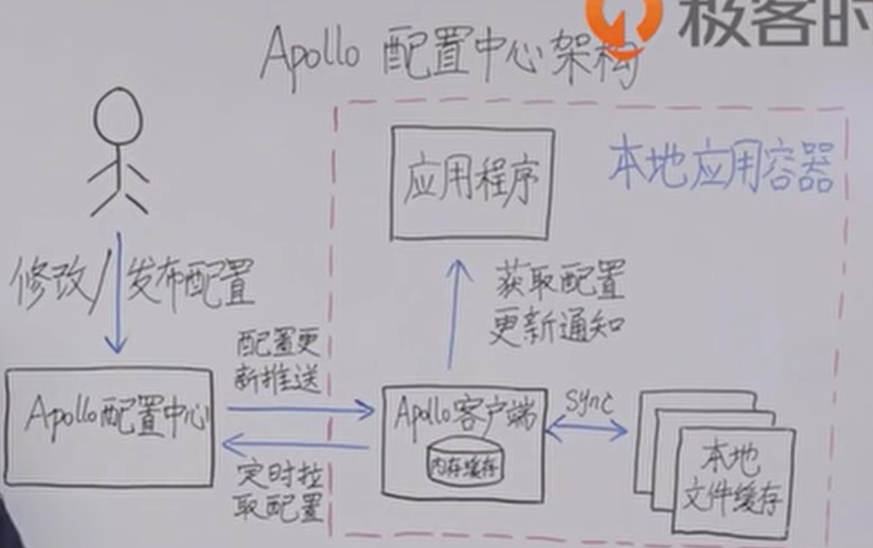 极客时
Apollo 配置中心架构
应用程序
本地应用容器
修改/发布配置
获取配置
更新通知
配置更
新推送
Apollo配置中心
Apollo客户端
内存缓存
sync
定时拉
取配置
本地
文件缓存